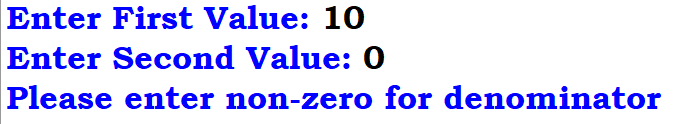 Enter First Value: 10
Enter Second Value: 0
Please enter non-zero for denominator